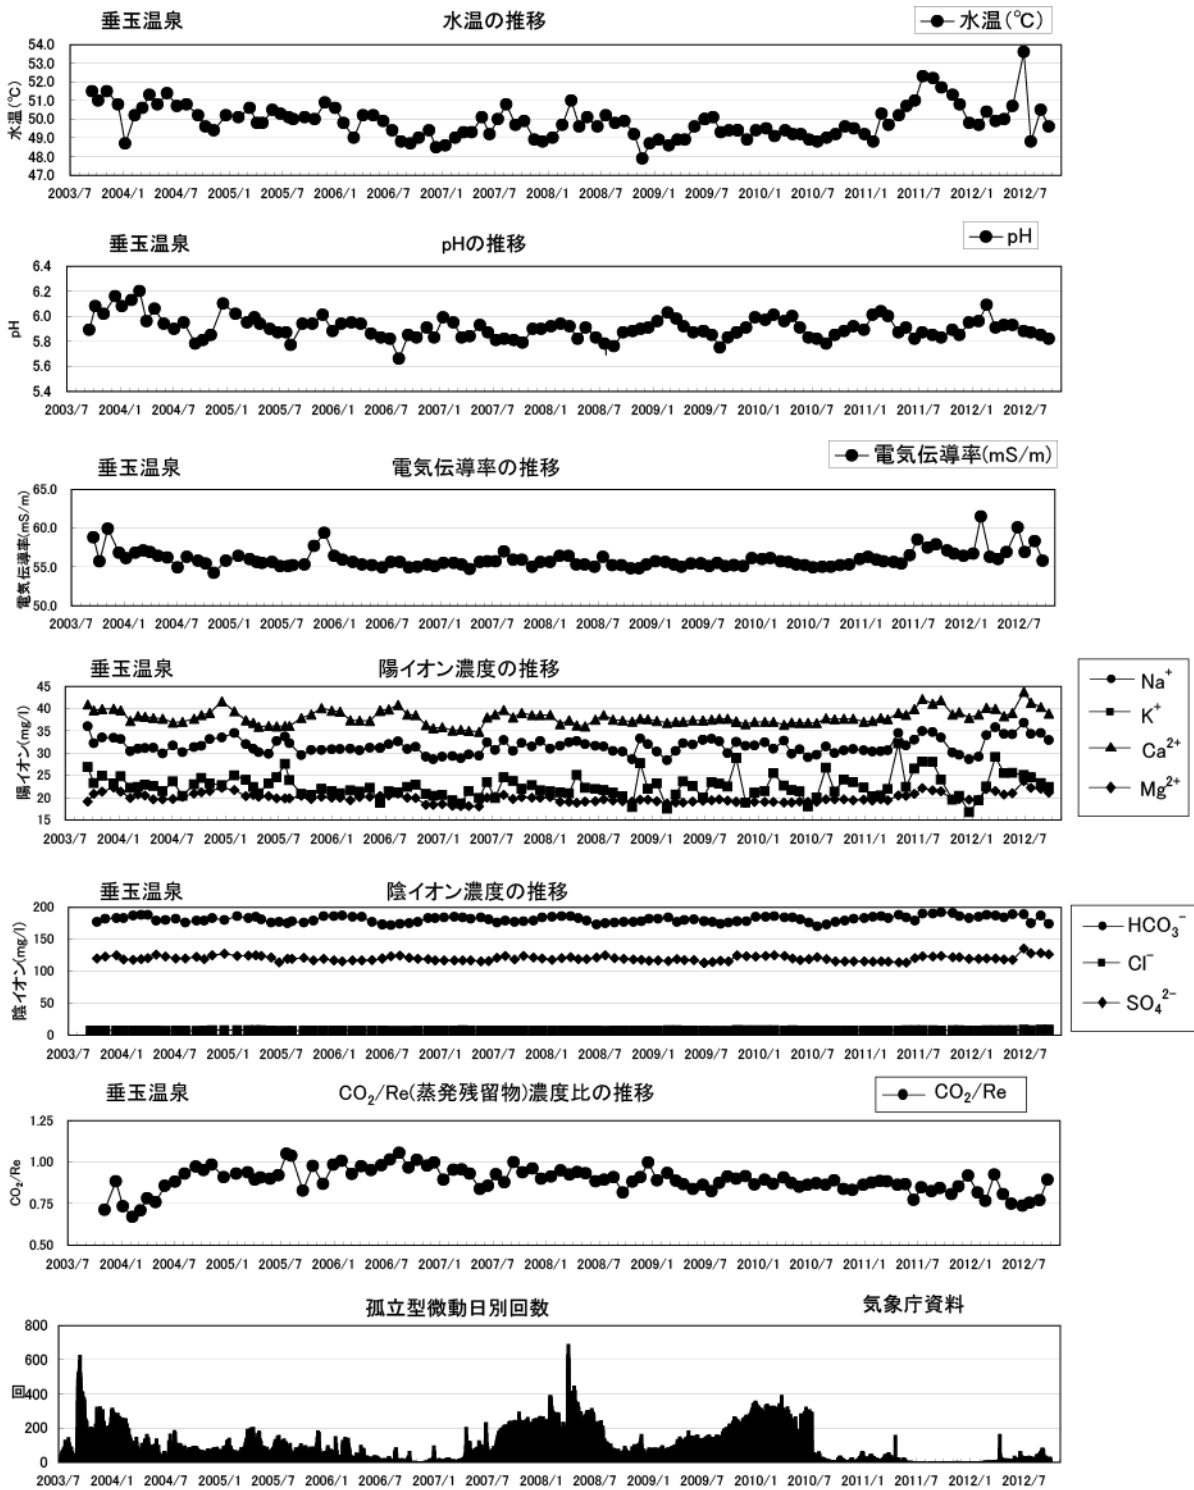 垂玉温泉 水温の推移 水温(℃)
54.0
53.0
52.0
51.0
50.0
49.0
48.0
47.0
水温(℃)
2003/7 2004/1 2004/7 2005/1 2005/7 2006/1 2006/7 2007/1 2007/7 2008/1 2008/7 2009/1 2009/7 2010/1 2010/7 2011/1 2011/7 2012/1 2012/7
垂玉温泉 pHの推移 pH
6.4
6.2
6.0
5.8
5.6
5.4
pH
2003/7 2004/1 2004/7 2005/1 2005/7 2006/1 2006/7 2007/1 2007/7 2008/1 2008/7 2009/1 2009/7 2010/1 2010/7 2011/1 2011/7 2012/1 2012/7
垂玉温泉 電気伝導率の推移 電気伝導率(mS/m)
65.0
60.0
55.0
50.0
電気伝導率(mS/m)
2003/7 2004/1 2004/7 2005/1 2005/7 2006/1 2006/7 2007/1 2007/7 2008/1 2008/7 2009/1 2009/7 2010/1 2010/7 2011/1 2011/7 2012/1 2012/7
垂玉温泉 陽イオン濃度の推移
45
40
35
30
25
20
15
陽イオン(mg/l)
Na⁺
K⁺
Ca²⁺
Mg²⁺
2003/7 2004/1 2004/7 2005/1 2005/7 2006/1 2006/7 2007/1 2007/7 2008/1 2008/7 2009/1 2009/7 2010/1 2010/7 2011/1 2011/7 2012/1 2012/7
垂玉温泉 陰イオン濃度の推移
200
150
100
50
0
陰イオン(mg/l)
HCO₃⁻
Cl⁻
SO₄²⁻
2003/7 2004/1 2004/7 2005/1 2005/7 2006/1 2006/7 2007/1 2007/7 2008/1 2008/7 2009/1 2009/7 2010/1 2010/7 2011/1 2011/7 2012/1 2012/7
垂玉温泉 CO₂/Re(蒸発残留物)濃度比の推移 CO₂/Re
1.25
1.00
0.75
0.50
CO₂/Re
2003/7 2004/1 2004/7 2005/1 2005/7 2006/1 2006/7 2007/1 2007/7 2008/1 2008/7 2009/1 2009/7 2010/1 2010/7 2011/1 2011/7 2012/1 2012/7
孤立型微動日別回数 気象庁資料
800
600
400
200
0
回
2003/7 2004/1 2004/7 2005/1 2005/7 2006/1 2006/7 2007/1 2007/7 2008/1 2008/7 2009/1 2009/7 2010/1 2010/7 2011/1 2011/7 2012/1 2012/7